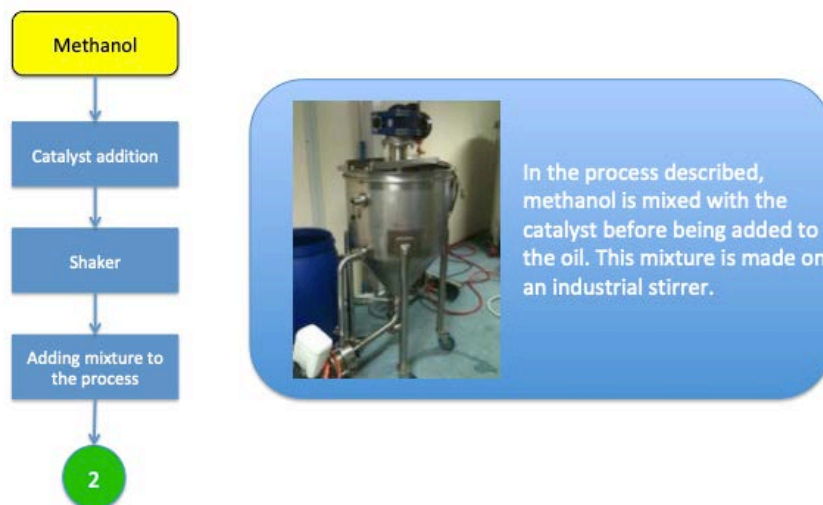 Methanol
Catalyst addition
Shaker
Adding mixture to
the process
2
In the process described,
methanol is mixed with the
catalyst before being added to
the oil. This mixture is made on
an industrial stirrer.